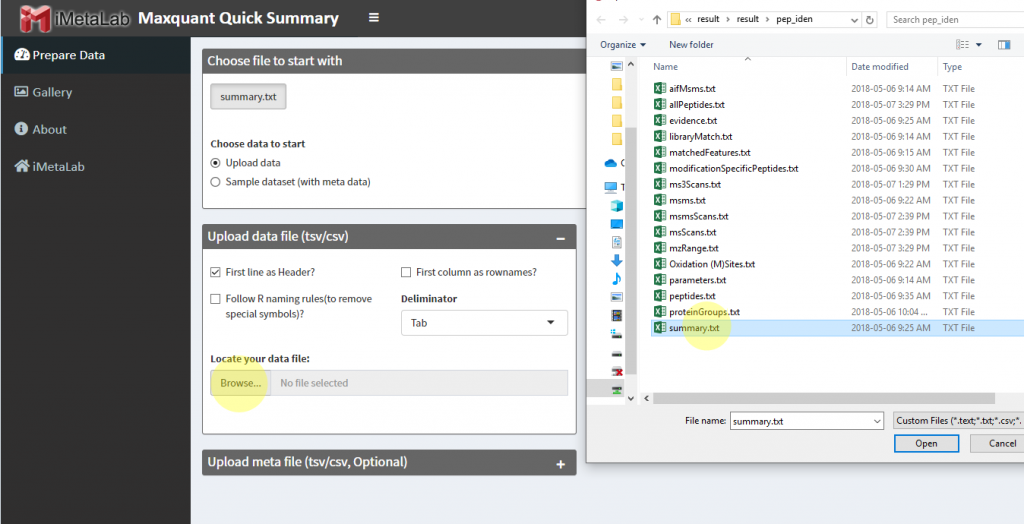 iMetaLab Maxquant Quick Summary
Prepare Data
Gallery
About
iMetaLab
Choose file to start with
summary.txt
Choose data to start
Upload data
Sample dataset (with meta data)
Upload data file (tsv/csv)
First line as Header?
First column as rownames?
Follow R naming rules(to remove
special symbols)?
Deliminator
Tab
Locate your data file:
Browse... No file selected
Upload meta file (tsv/csv, Optional)
« result › result › pep_iden
Search pep_iden
Organize New folder
Name Date modified Type
aifMsms.txt 2018-05-06 9:14 AM TXT File
allPeptides.txt 2018-05-07 3:29 PM TXT File
evidence.txt 2018-05-06 9:25 AM TXT File
libraryMatch.txt 2018-05-06 9:14 AM TXT File
matchedFeatures.txt 2018-05-06 9:15 AM TXT File
modificationSpecificPeptides.txt 2018-05-06 9:30 AM TXT File
ms3Scans.txt 2018-05-07 1:29 PM TXT File
msms.txt 2018-05-06 9:22 AM TXT File
msmsScans.txt 2018-05-07 2:39 PM TXT File
msScans.txt 2018-05-07 2:39 PM TXT File
mzRange.txt 2018-05-07 3:29 PM TXT File
Oxidation (M)Sites.txt 2018-05-06 9:22 AM TXT File
parameters.txt 2018-05-06 9:14 AM TXT File
peptides.txt 2018-05-06 9:35 AM TXT File
proteinGroups.txt 2018-05-06 10:04 ... TXT File
summary.txt 2018-05-06 9:25 AM TXT File
File name: summary.txt Custom Files (*.text;*.txt;*.csv;*.
Open Cancel